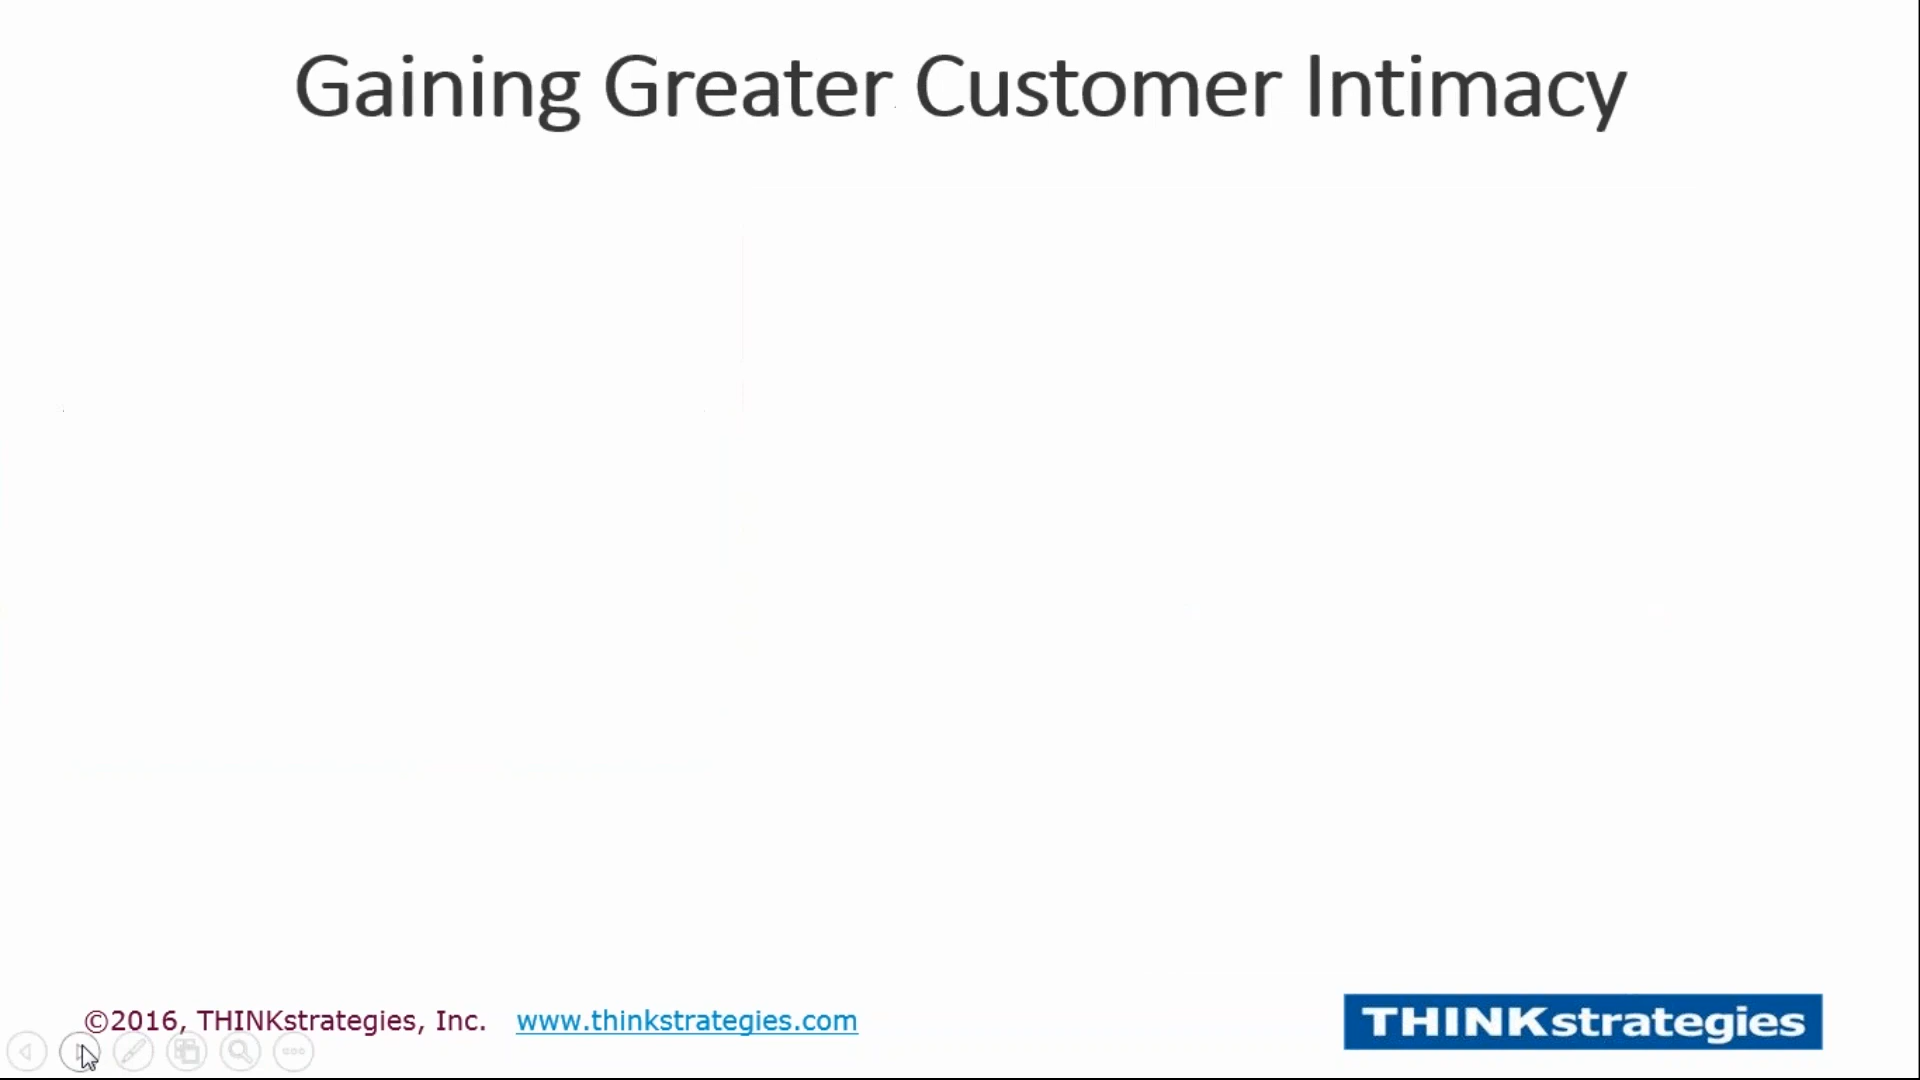 Gaining Greater Customer Intimacy
©2016, THINKstrategies, Inc. www.thinkstrategies.com
THINKstrategies